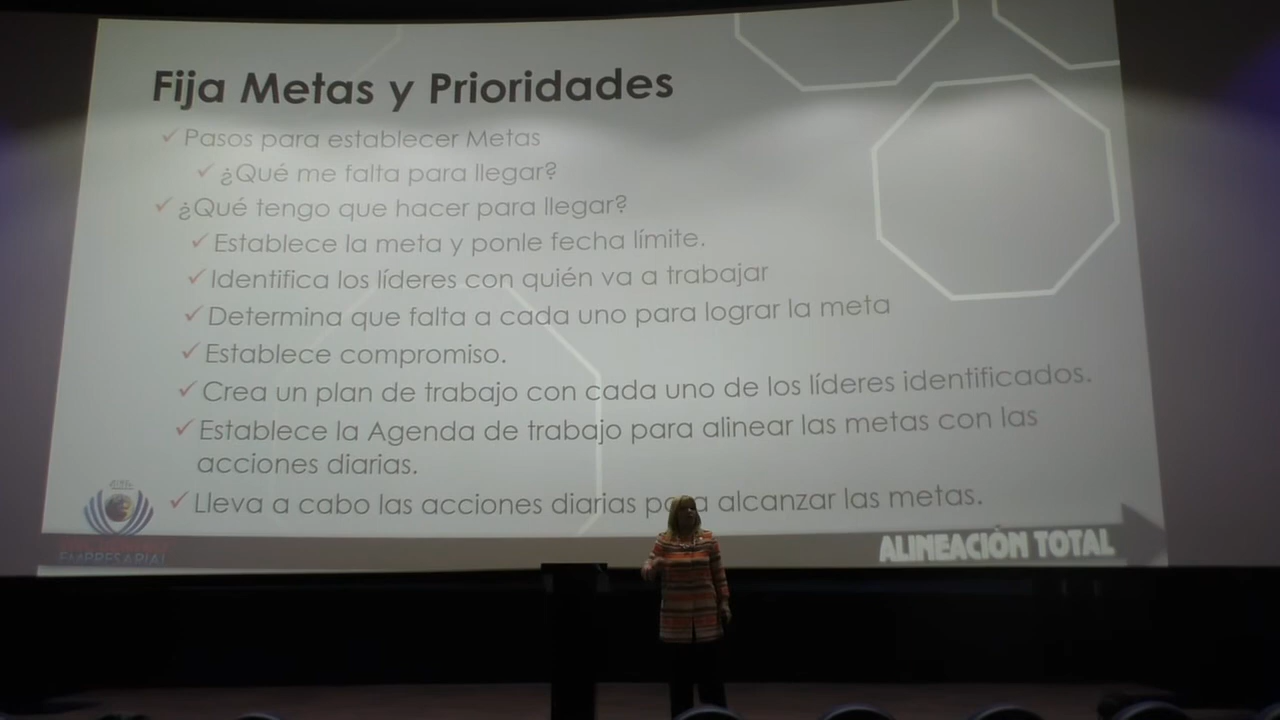 Fija Metas y Prioridades
Pasos para establecer Metas
¿Qué me falta para llegar?
¿Qué tengo que hacer para llegar?
Establece la meta y ponle fecha límite.
Identifica los líderes con quién va a trabajar
Determina que falta a cada uno para lograr la meta
Establece compromiso.
Crea un plan de trabajo con cada uno de los líderes identificados.
Establece la Agenda de trabajo para alinear las metas con las
acciones diarias.
Lleva a cabo las acciones diarias para alcanzar las metas.
EMPRESARIAL
ALINEACIÓN TOTAL